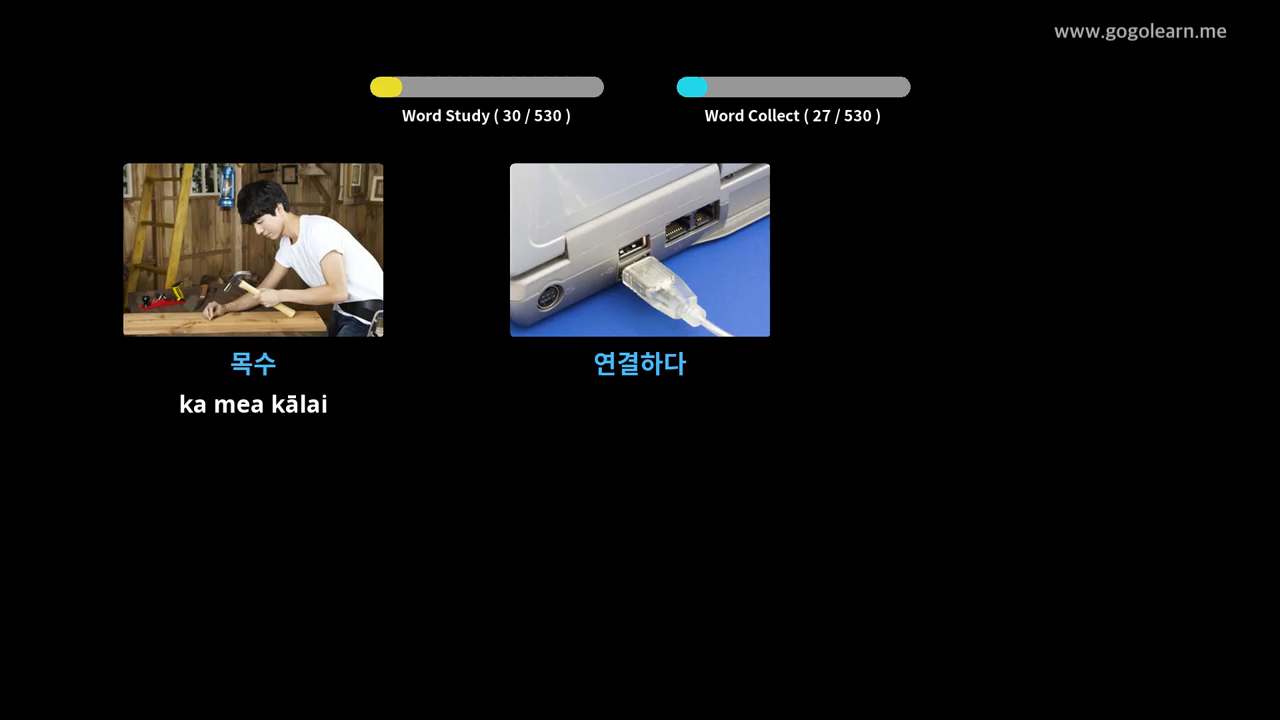 www.gogolearn.me
Word Study ( 30 / 530 )
Word Collect ( 27 / 530 )
목수
ka mea kālai
연결하다